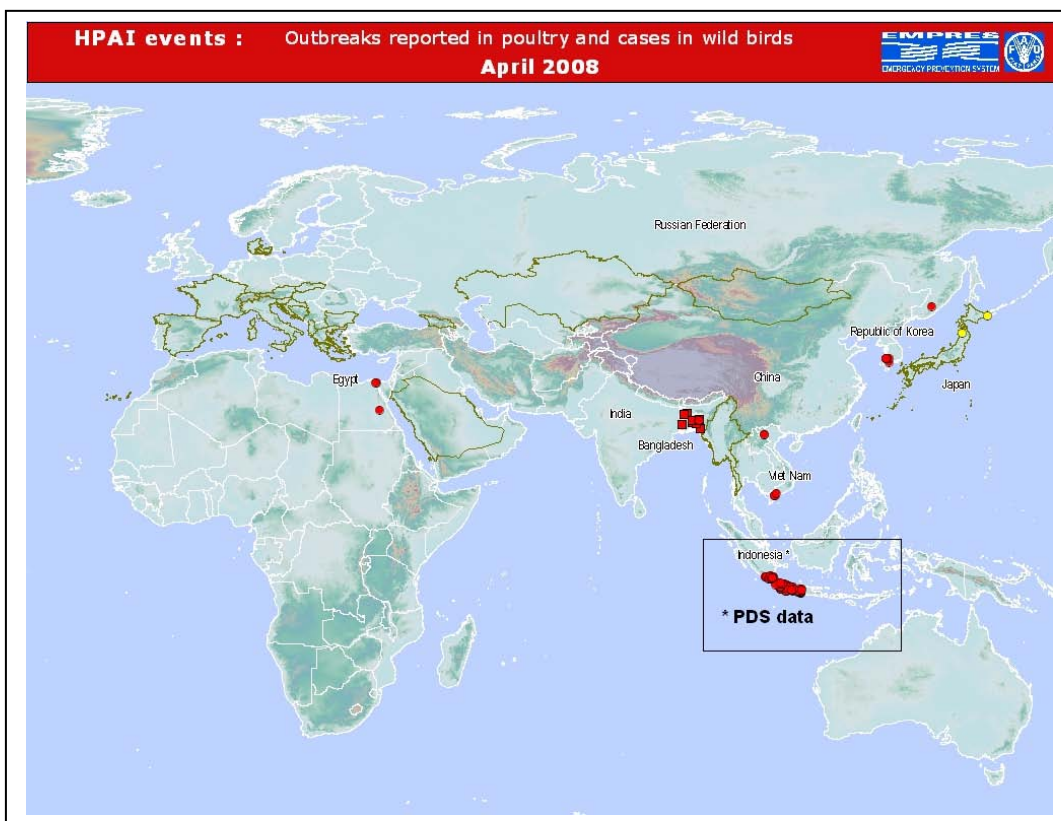 HPAI events : Outbreaks reported in poultry and cases in wild birds
April 2008
EMPRES
EMERGENCY PREVENTION SYSTEM
F A O
Russian Federation
Republic of Korea
Japan
China
Egypt
India
Bangladesh
Viet Nam
Indonesia *
* PDS data